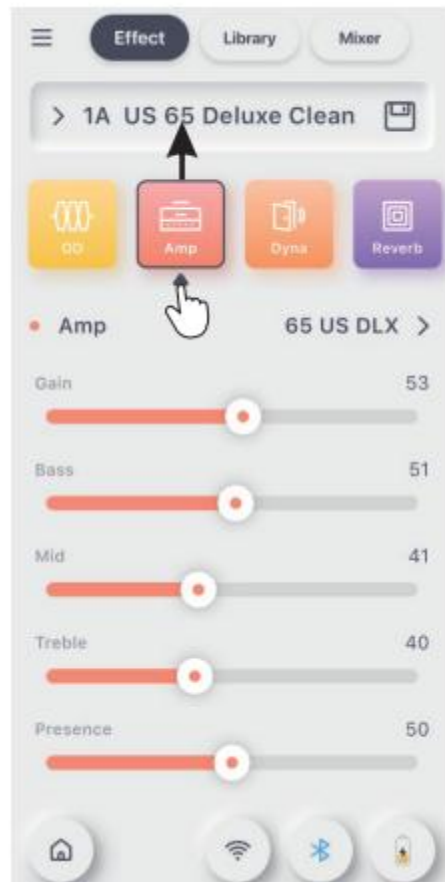 Effect Library Mixer
1A US 65 Deluxe Clean
OD Amp Dyna Reverb
Amp 65 US DLX
Gain 53
Bass 51
Mid 41
Treble 40
Presence 50